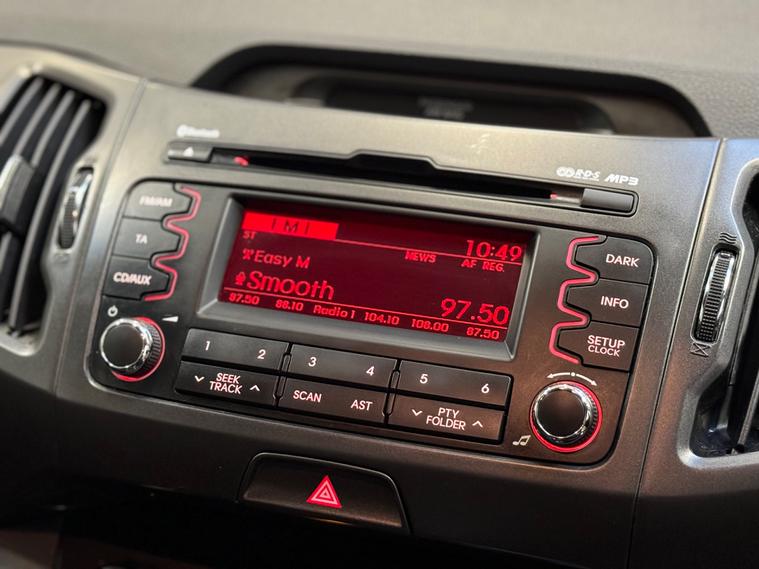 Bluetooth
RDS MP3
FM/AM
TA
CD/AUX
FM1
ST
10:49
NEWS AF REG.
Easy M
Smooth
97.50
97.50 88.10 Radio 1 104.10 108.00 87.50
DARK
INFO
SETUP
CLOCK
1 2 3 4 5 6
SEEK
TRACK
SCAN AST
PTY
FOLDER